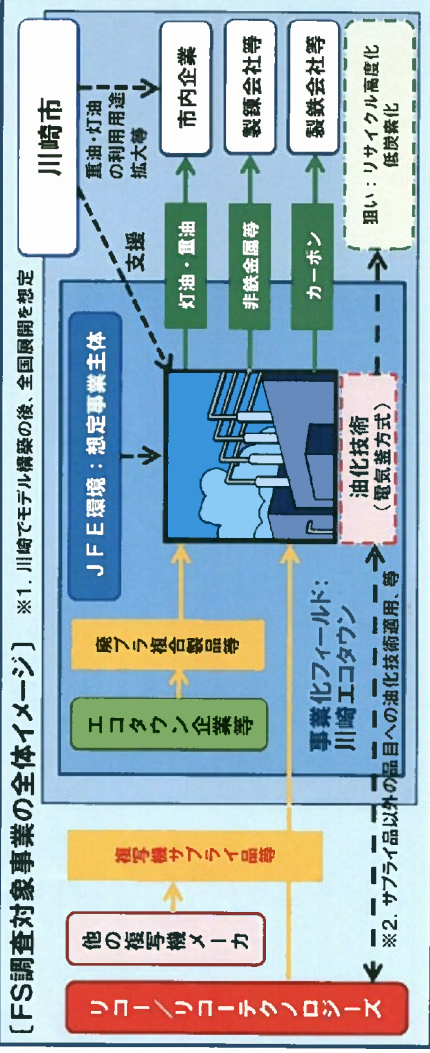 〔FS調査対象事業の全体イメージ〕
※1. 川崎でモデル構築の後、全国展開を想定
川崎市
JFE環境:想定事業主体
支援
重油・灯油
の利用用途
拡大等
リコー/リコーテクノロジーズ
他の複写機メーカ
複写機サプライ品等
エコタウン企業等
廃プラ複合製品等
灯油・重油
市内企業
非鉄金属等
製錬会社等
カーボン
製鉄会社等
事業化フィールド:
川崎エコタウン
油化技術
(電気釜方式)
狙い:リサイクル高度化
低炭素化
※2. サプライ品以外の品目への油化技術適用、等